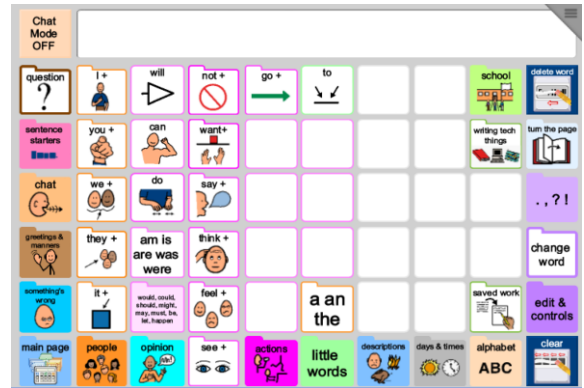 Chat
Mode
OFF
question
?
I +
will
not +
go +
to
school
delete word
sentence
starters
you +
can
want+
writing tech
things
turn the page
chat
we +
do
say +
. , ? !
greetings &
manners
they +
am is
are was
were
think +
change
word
something's
wrong
it +
would, could,
should, might,
may, must, be,
let, happen
feel +
a an
the
saved work
edit &
controls
main page
people
opinion
see +
actions
little
words
descriptions
days & times
alphabet
ABC
clear